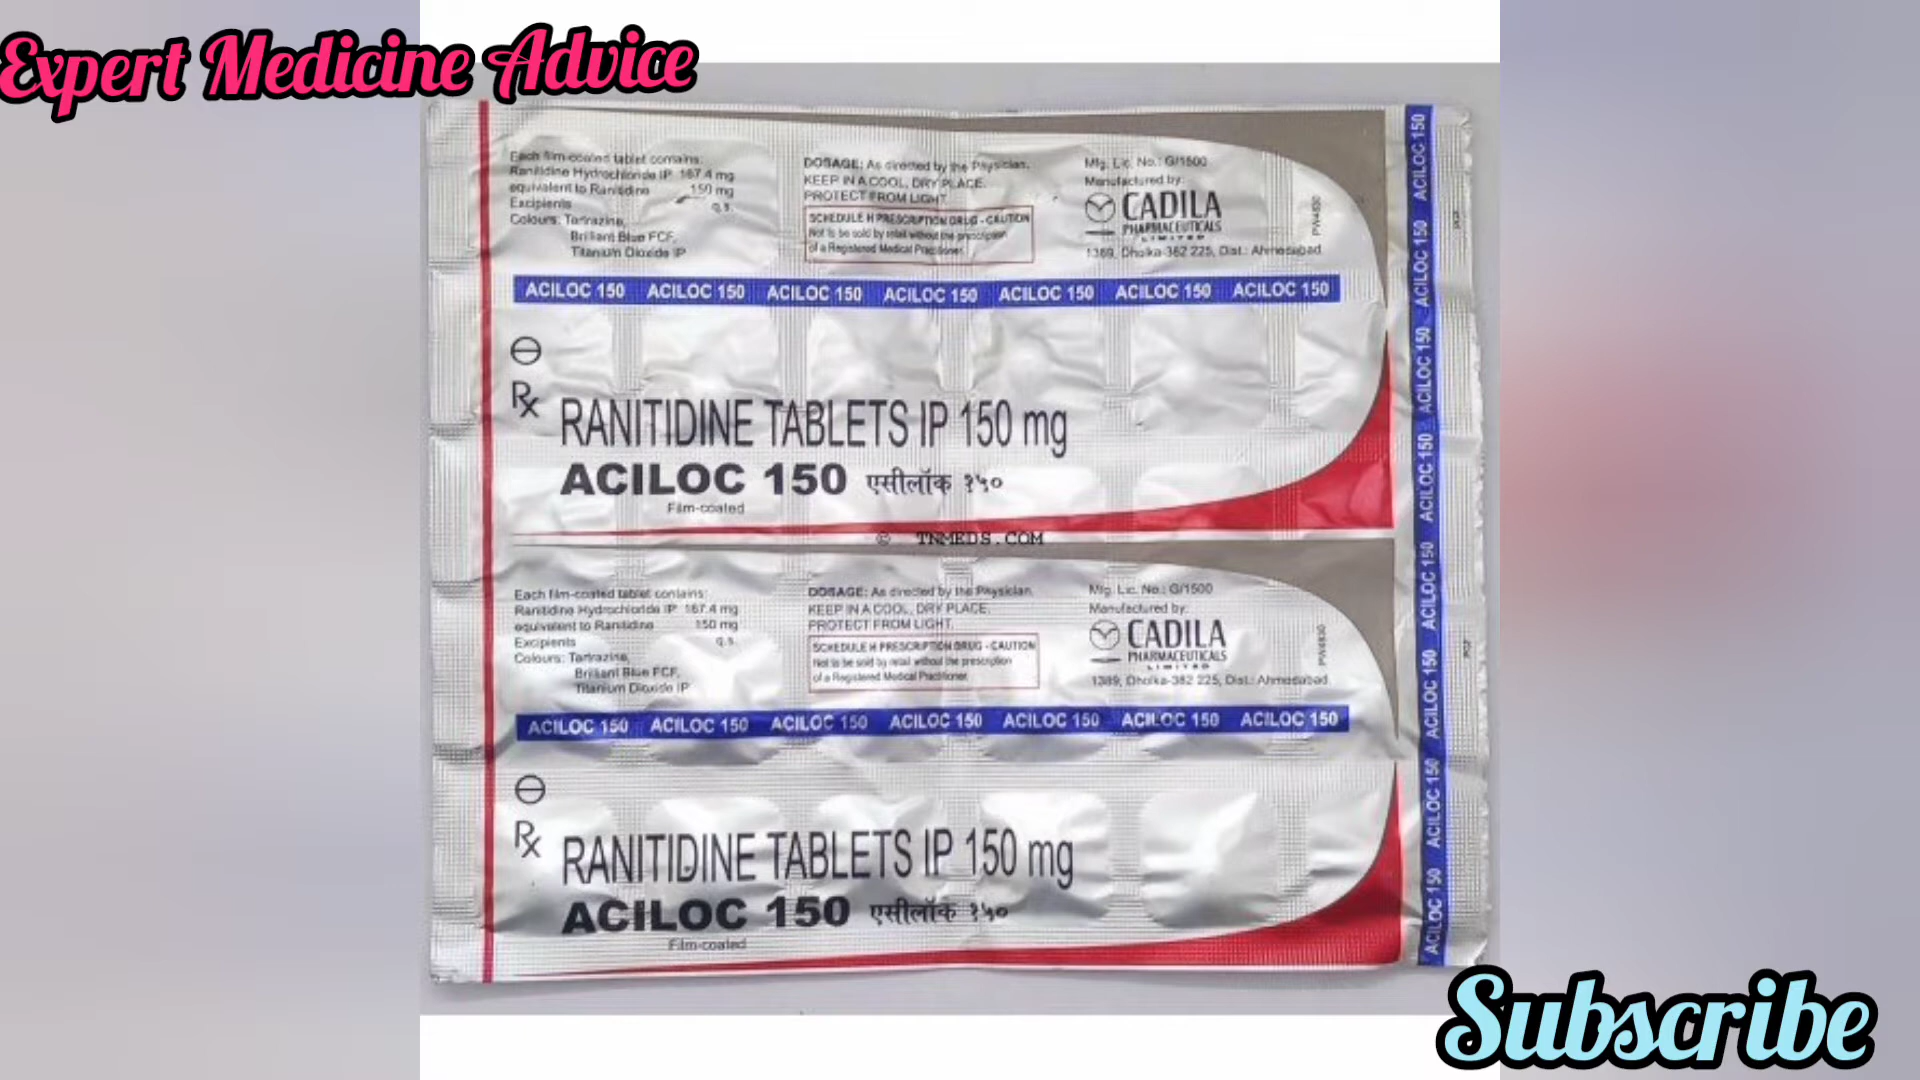 Expert Medicine Advice
Each film-coated tablet contains:
Ranitidine Hydrochloride IP 167.4 mg
equivalent to Ranitidine 150 mg
Excipients q.s.
Colours: Tartrazine,
Brilliant Blue FCF,
Titanium Dioxide IP
DOSAGE: As directed by the Physician.
KEEP IN A COOL, DRY PLACE.
PROTECT FROM LIGHT.
SCHEDULE H PRESCRIPTION DRUG - CAUTION
Not to be sold by retail without the prescription
of a Registered Medical Practitioner.
Mfg. Lic. No.: G/1500
Manufactured by:
CADILA
PHARMACEUTICALS
LIMITED
1389, Dholka-382 225, Dist.: Ahmedabad
ACILOC 150 ACILOC 150 ACILOC 150 ACILOC 150 ACILOC 150 ACILOC 150 ACILOC 150
Rx
RANITIDINE TABLETS IP 150 mg
ACILOC 150 एसीलॉक १५०
Film-coated
© TNMEDS.COM
Each film-coated tablet contains:
Ranitidine Hydrochloride IP 167.4 mg
equivalent to Ranitidine 150 mg
Excipients q.s.
Colours: Tartrazine,
Brilliant Blue FCF,
Titanium Dioxide IP
DOSAGE: As directed by the Physician.
KEEP IN A COOL, DRY PLACE.
PROTECT FROM LIGHT.
SCHEDULE H PRESCRIPTION DRUG - CAUTION
Not to be sold by retail without the prescription
of a Registered Medical Practitioner.
Mfg. Lic. No.: G/1500
Manufactured by:
CADILA
PHARMACEUTICALS
LIMITED
1389, Dholka-382 225, Dist.: Ahmedabad
ACILOC 150 ACILOC 150 ACILOC 150 ACILOC 150 ACILOC 150 ACILOC 150 ACILOC 150
Rx
RANITIDINE TABLETS IP 150 mg
ACILOC 150 एसीलॉक १५०
Film-coated
ACILOC 150 ACILOC 150 ACILOC 150 ACILOC 150 ACILOC 150 ACILOC 150 ACILOC 150 ACILOC 150
Subscribe